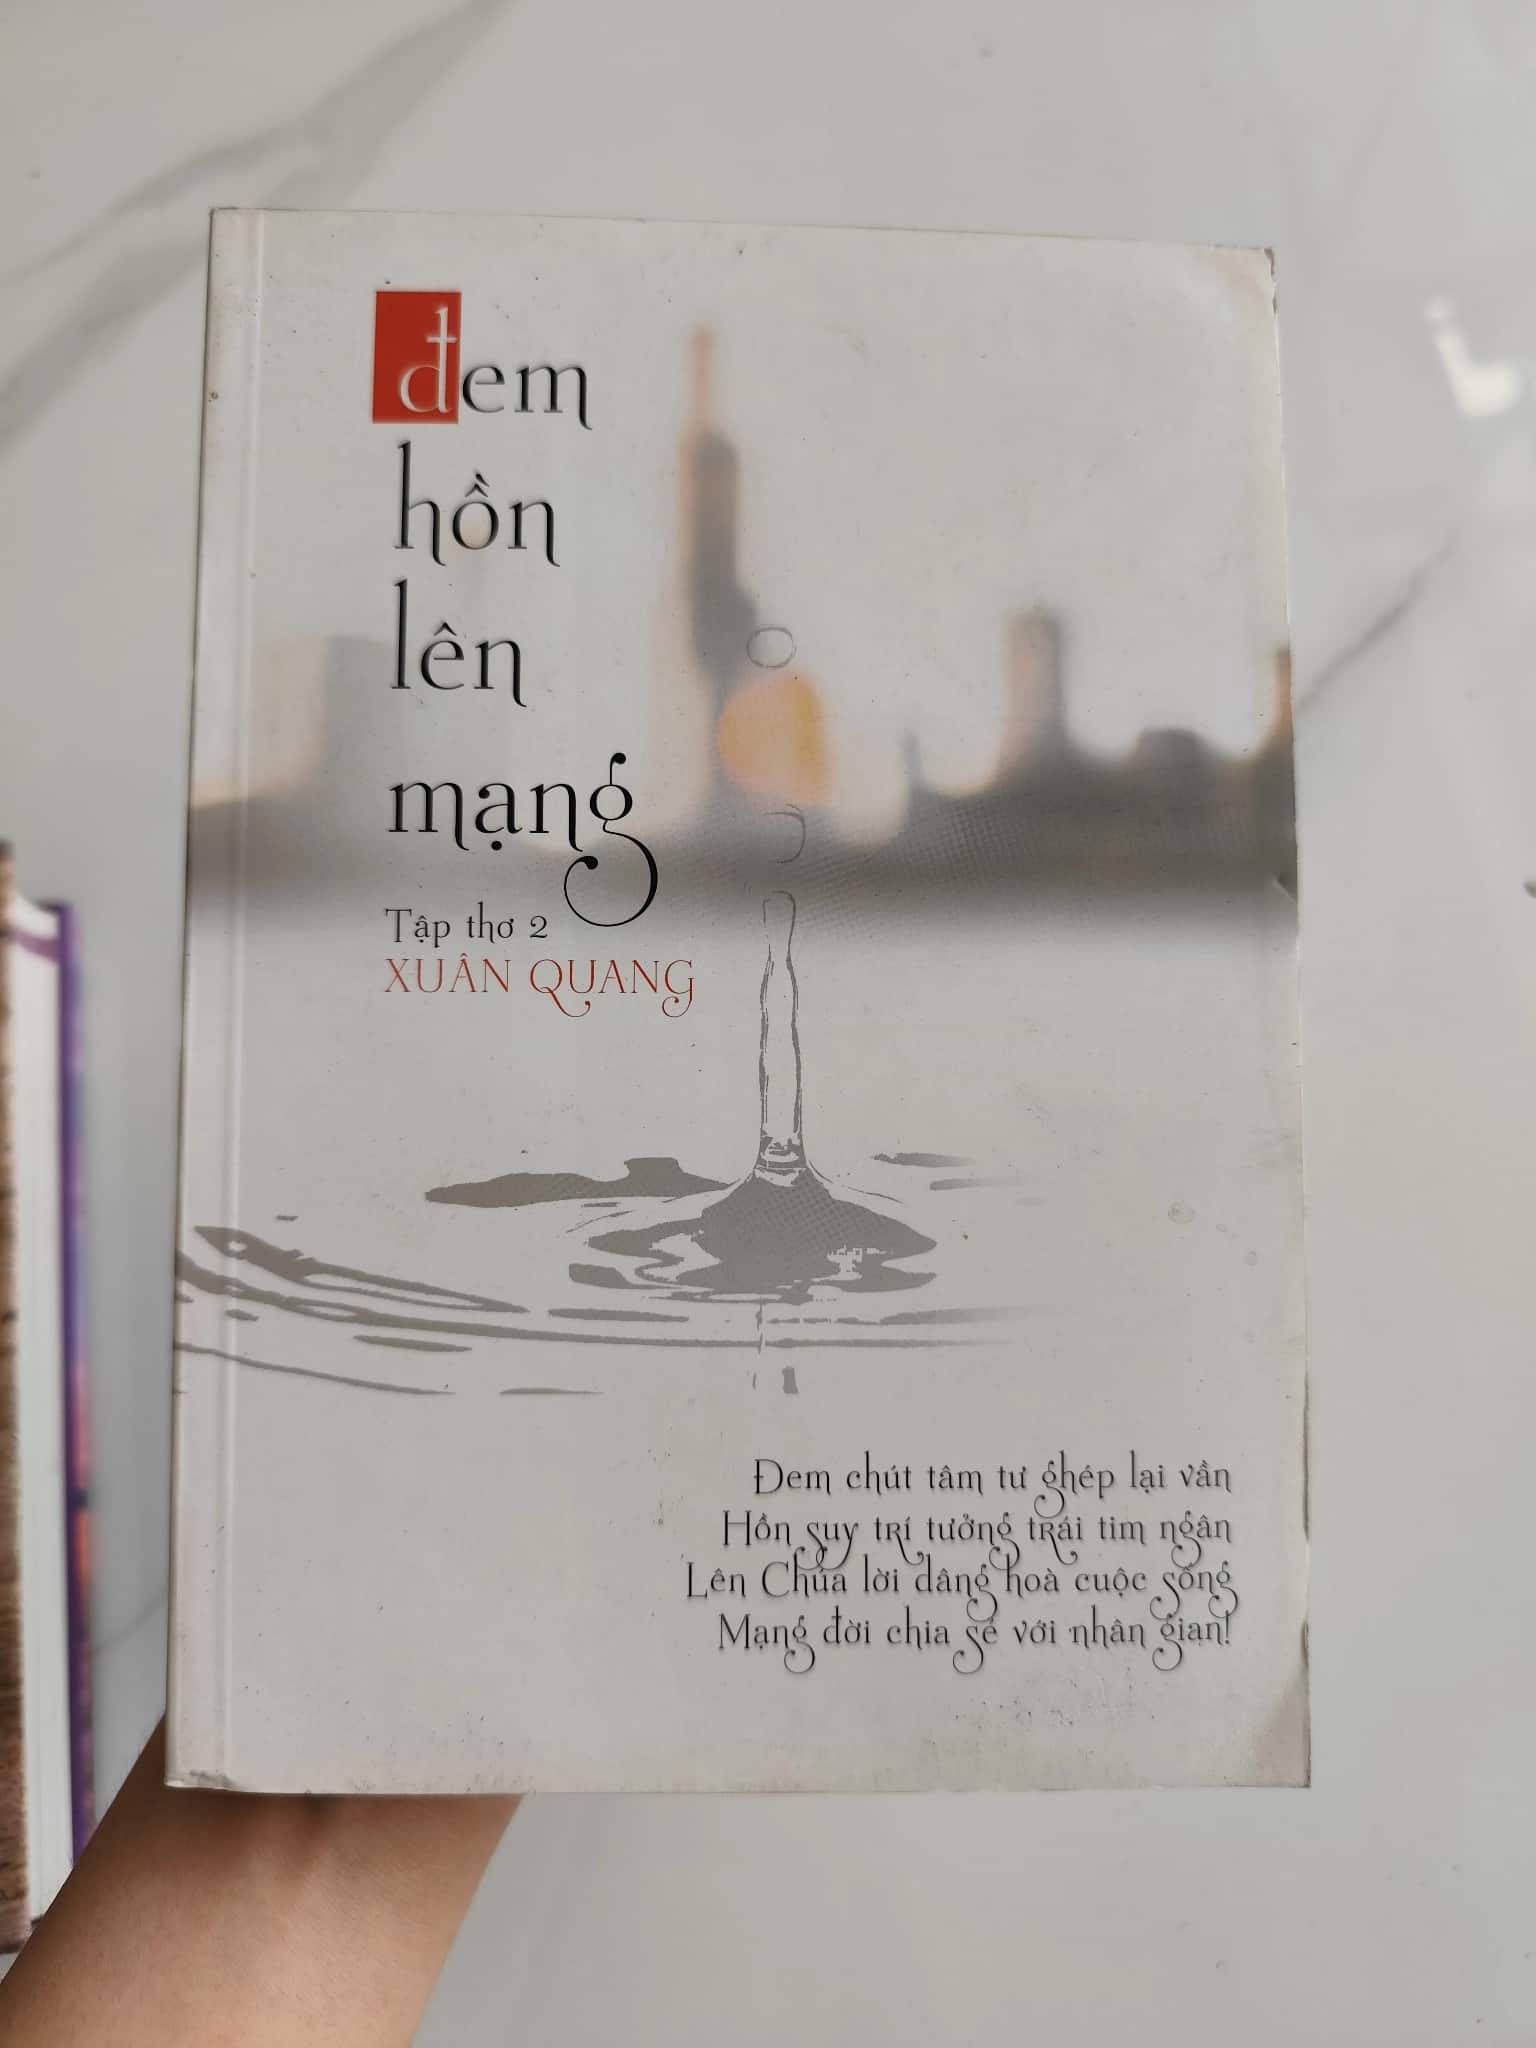 đem
hồn
lên
mạng
Tập thơ 2
XUÂN QUANG
Đem chút tâm tư ghép lại vần
Hồn suy trí tưởng trái tim ngân
Lên Chúa lời dâng hoà cuộc sống
Mạng đời chia sẻ với nhân gian!